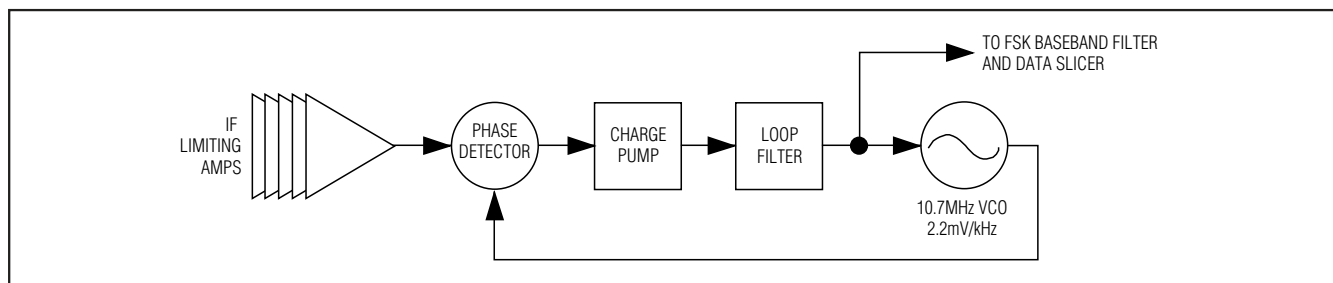 TO FSK BASEBAND FILTER
AND DATA SLICER
IF
LIMITING
AMPS
PHASE
DETECTOR
CHARGE
PUMP
LOOP
FILTER
10.7MHz VCO
2.2mV/kHz